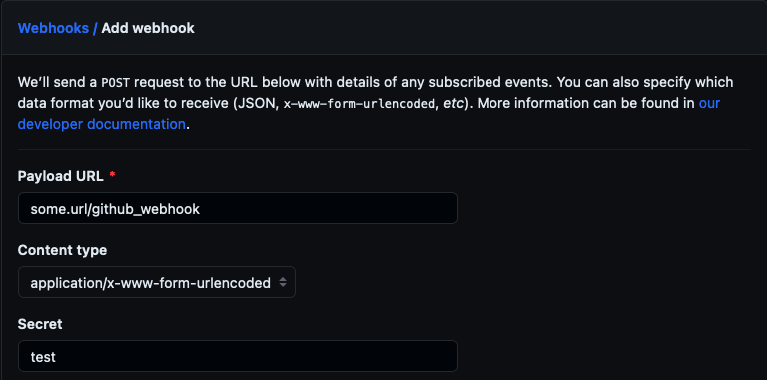 Webhooks / Add webhook
We’ll send a POST request to the URL below with details of any subscribed events. You can also specify which
data format you’d like to receive (JSON, x-www-form-urlencoded, etc). More information can be found in our
developer documentation.
Payload URL *
some.url/github_webhook
Content type
application/x-www-form-urlencoded
Secret
test